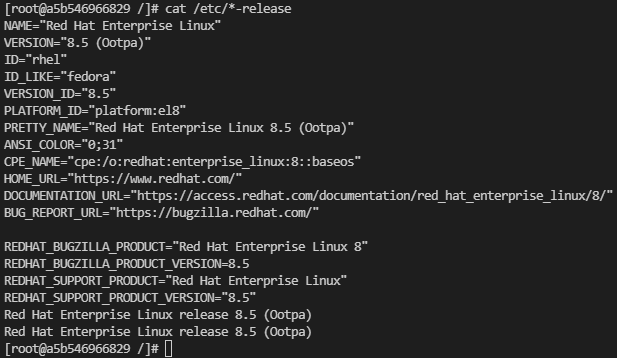 [root@a5b546966829 /]# cat /etc/*-release
NAME="Red Hat Enterprise Linux"
VERSION="8.5 (Ootpa)"
ID="rhel"
ID_LIKE="fedora"
VERSION_ID="8.5"
PLATFORM_ID="platform:el8"
PRETTY_NAME="Red Hat Enterprise Linux 8.5 (Ootpa)"
ANSI_COLOR="0;31"
CPE_NAME="cpe:/o:redhat:enterprise_linux:8::baseos"
HOME_URL="https://www.redhat.com/"
DOCUMENTATION_URL="https://access.redhat.com/documentation/red_hat_enterprise_linux/8/"
BUG_REPORT_URL="https://bugzilla.redhat.com/"

REDHAT_BUGZILLA_PRODUCT="Red Hat Enterprise Linux 8"
REDHAT_BUGZILLA_PRODUCT_VERSION=8.5
REDHAT_SUPPORT_PRODUCT="Red Hat Enterprise Linux"
REDHAT_SUPPORT_PRODUCT_VERSION="8.5"
Red Hat Enterprise Linux release 8.5 (Ootpa)
Red Hat Enterprise Linux release 8.5 (Ootpa)
[root@a5b546966829 /]#